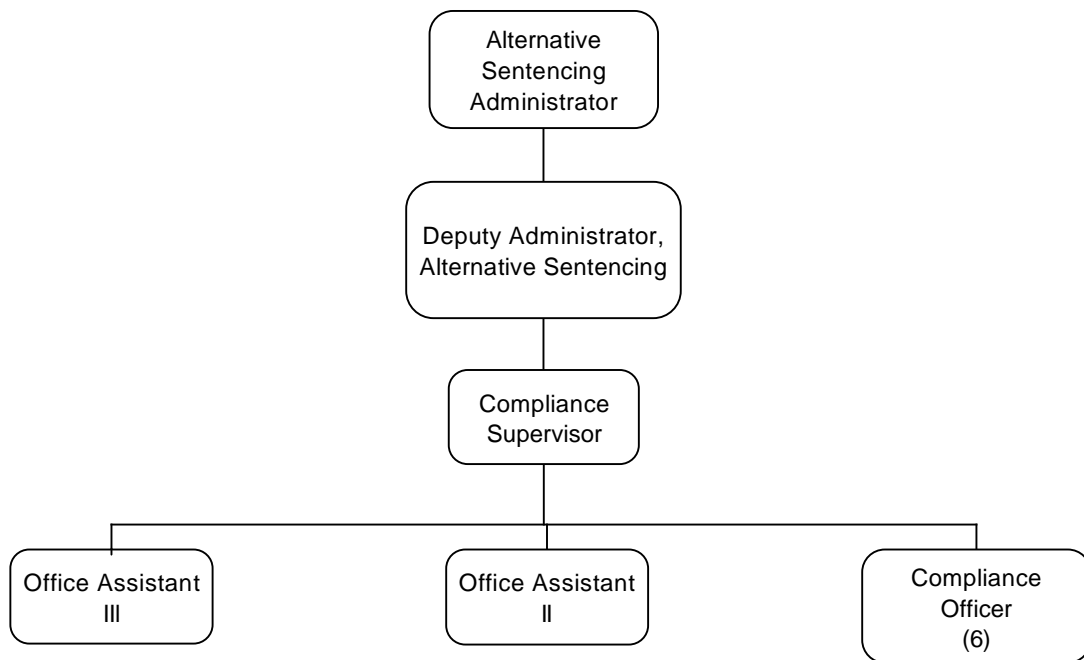 Alternative
Sentencing
Administrator
Deputy Administrator,
Alternative Sentencing
Compliance
Supervisor
Office Assistant
III
Office Assistant
II
Compliance
Officer
(6)